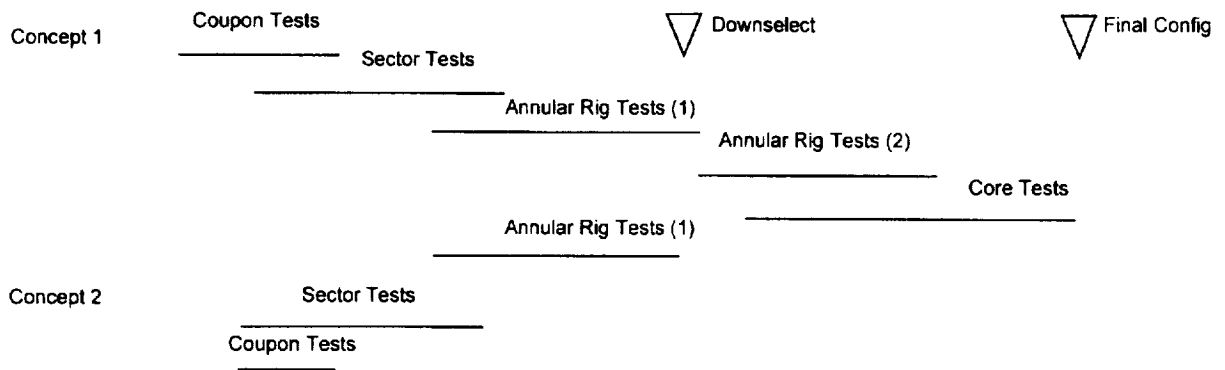 Concept 1
Coupon Tests
Downselect
Final Config
Sector Tests
Annular Rig Tests (1)
Annular Rig Tests (2)
Core Tests
Annular Rig Tests (1)
Concept 2
Sector Tests
Coupon Tests